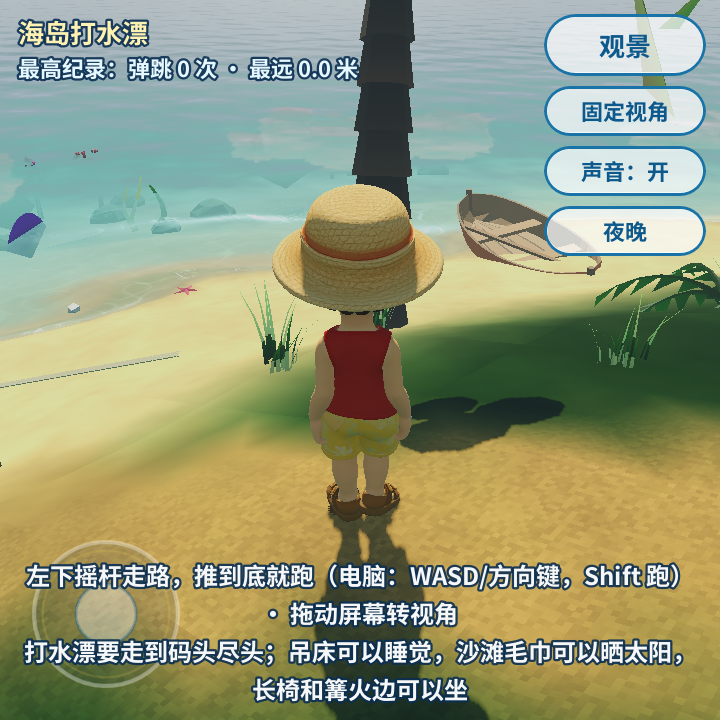 海岛打水漂
最高纪录：弹跳 0 次 · 最远 0.0 米
观景
固定视角
声音：开
夜晚
左下摇杆走路，推到底就跑（电脑：WASD/方向键，Shift 跑）
· 拖动屏幕转视角
打水漂要走到码头尽头；吊床可以睡觉，沙滩毛巾可以晒太阳，
长椅和篝火边可以坐